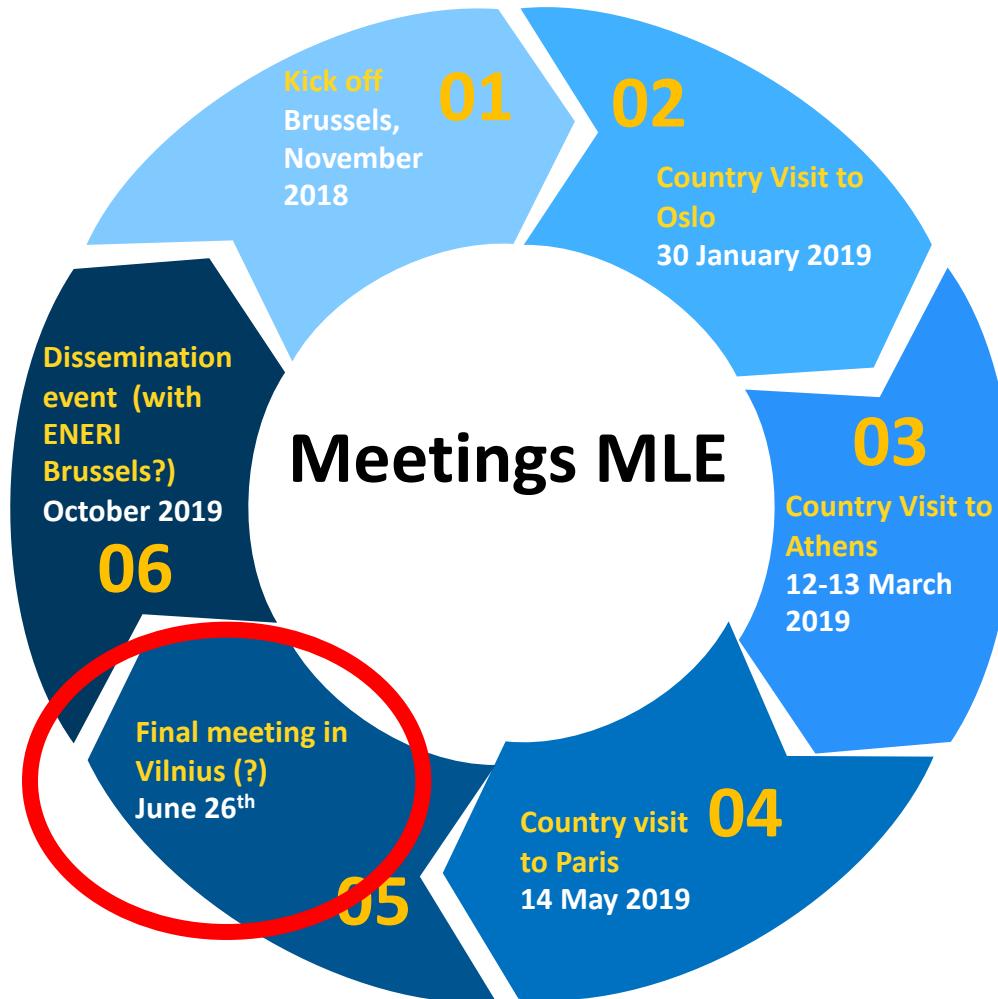 Kick off
Brussels,
November
2018
01
02
Country Visit to
Oslo
30 January 2019
03
Country Visit to
Athens
12-13 March
2019
Country visit
to Paris
14 May 2019
04
Final meeting in
Vilnius (?)
June 26th
05
Dissemination
event (with
ENERI
Brussels?)
October 2019
06
Meetings MLE